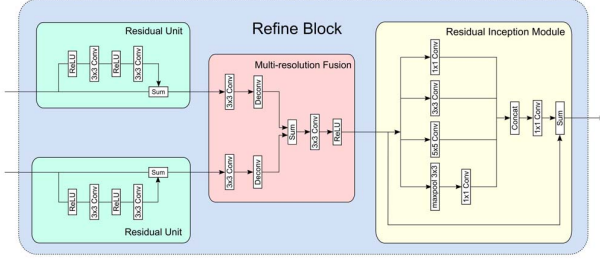 Refine Block
Residual Unit
ReLU
3x3 Conv
ReLU
3x3 Conv
Sum
Multi-resolution Fusion
3x3 Conv
Deconv
Sum
3x3 Conv
ReLU
3x3 Conv
Deconv
Sum
ReLU
3x3 Conv
ReLU
3x3 Conv
Residual Unit
Residual Inception Module
1x1 Conv
3x3 Conv
5x5 Conv
maxpool 3x3
1x1 Conv
Concat
1x1 Conv
Sum